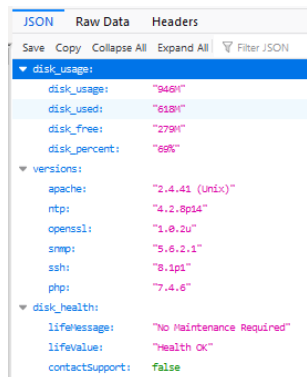 JSON Raw Data Headers
Save Copy Collapse All Expand All Filter JSON
disk_usage:
disk_usage: "946M"
disk_used: "618M"
disk_free: "279M"
disk_percent: "69%"
versions:
apache: "2.4.41 (Unix)"
ntp: "4.2.8p14"
openssl: "1.0.2u"
snmp: "5.6.2.1"
ssh: "8.1p1"
php: "7.4.6"
disk_health:
lifeMessage: "No Maintenance Required"
lifeValue: "Health OK"
contactSupport: false